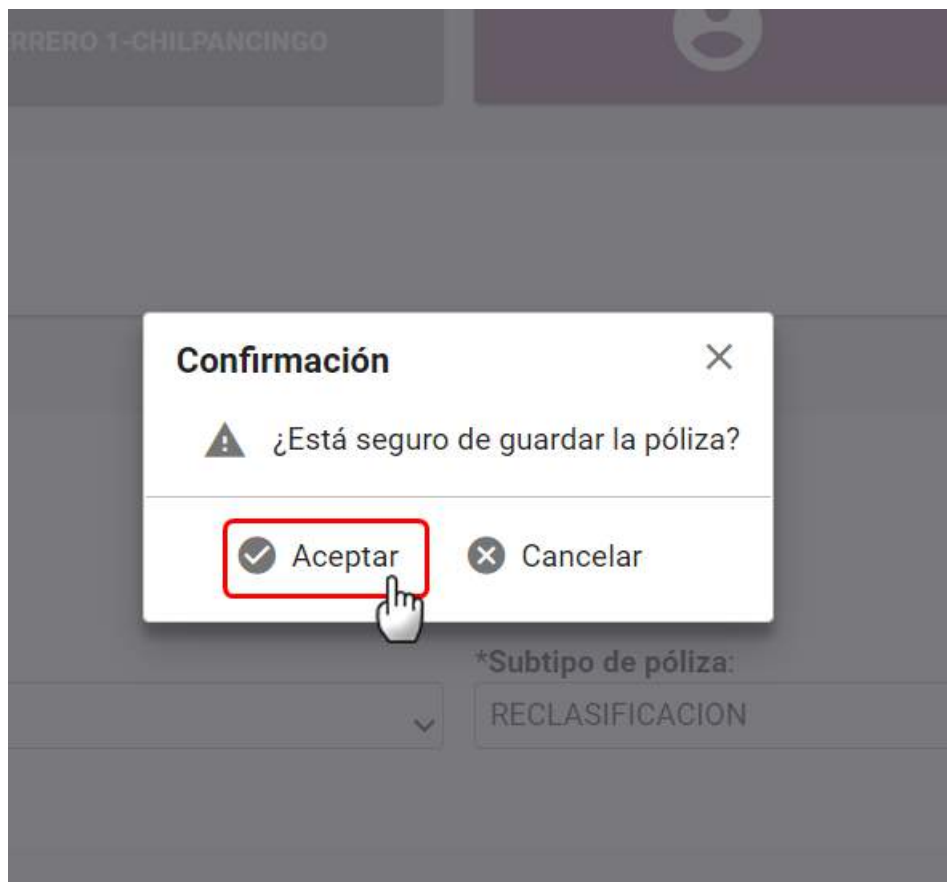 RRERO 1-CHILPANCINGO
Confirmación
¿Está seguro de guardar la póliza?
Aceptar
Cancelar
*Subtipo de póliza:
RECLASIFICACION